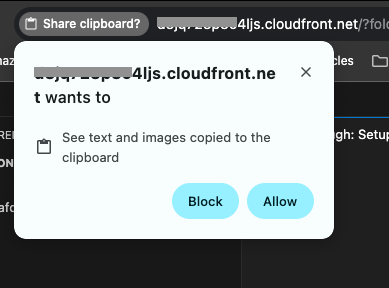 Share clipboard?
4ljs.cloudfront.net/?fold
cles
4ljs.cloudfront.ne
t wants to
See text and images copied to the
clipboard
gh: Setup
Block
Allow